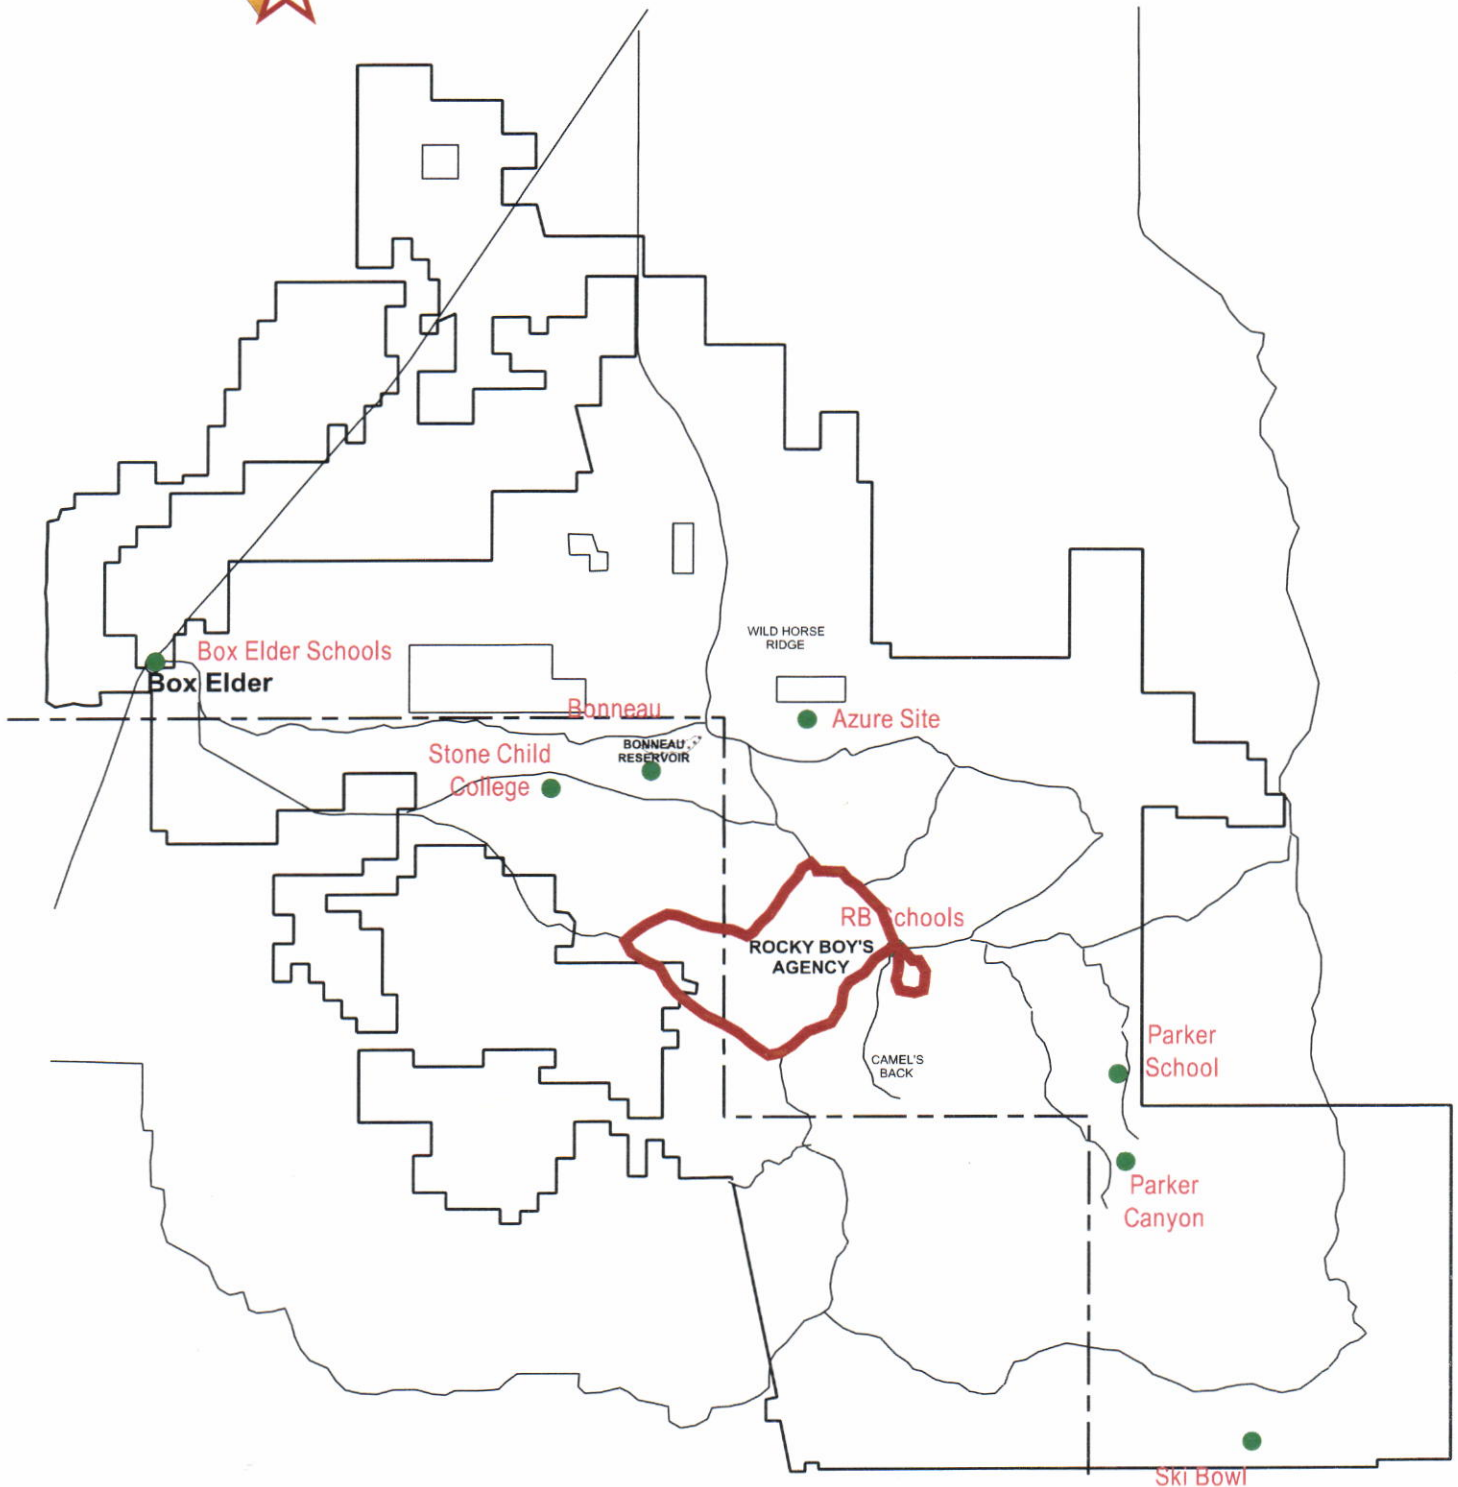 WILD HORSE
RIDGE
Box Elder Schools
Box Elder
Bonneau
Azure Site
BONNEAU
RESERVOIR
Stone Child
College
RB Schools
ROCKY BOY'S
AGENCY
CAMEL'S
BACK
Parker
School
Parker
Canyon
Ski Bowl